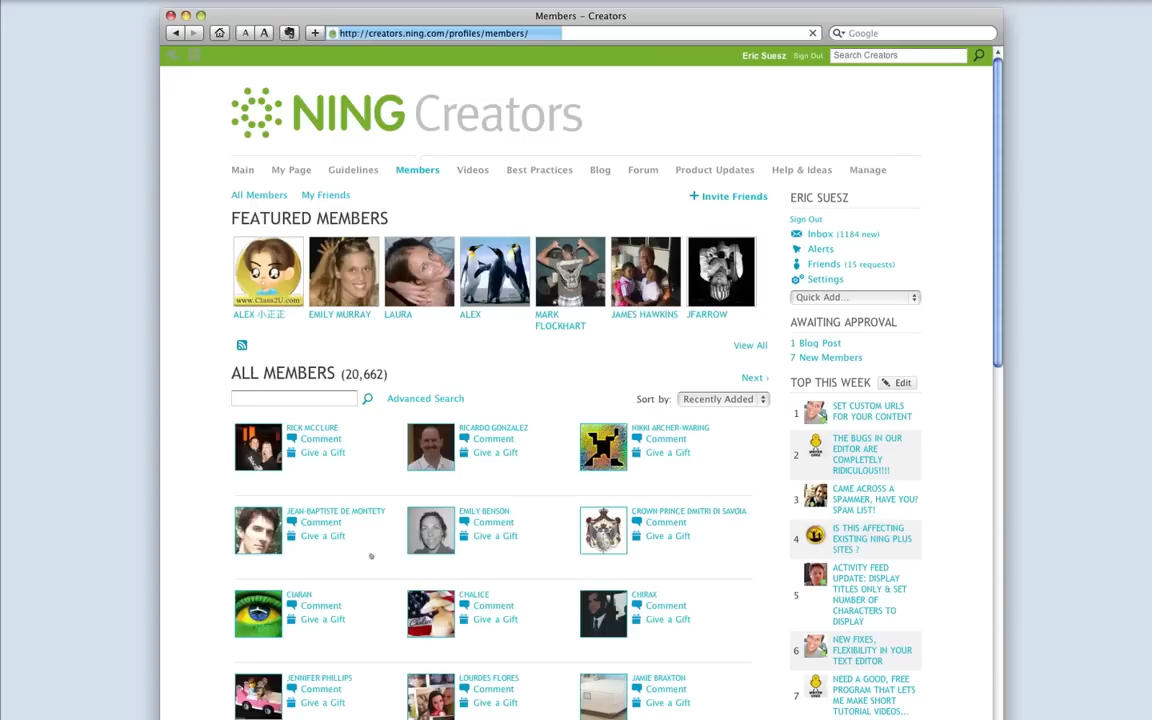 Members – Creators
A A + http://creators.ning.com/profiles/members/ Google
Eric Suesz Sign Out Search Creators
NING Creators
Main My Page Guidelines Members Videos Best Practices Blog Forum Product Updates Help & Ideas Manage
All Members My Friends + Invite Friends
FEATURED MEMBERS
www.Class2U.com
ALEX 小正正 EMILY MURRAY LAURA ALEX MARK FLOCKHART JAMES HAWKINS JFARROW
View All
ALL MEMBERS (20,662)
Next ›
Advanced Search Sort by: Recently Added
RICK MCCLURE RICARDO GONZALEZ NIKKI ARCHER-WARING
Comment Comment Comment
Give a Gift Give a Gift Give a Gift
JEAN-BAPTISTE DE MONTETY EMILY BENSON CROWN PRINCE DMITRI DI SAVOIA
Comment Comment Comment
Give a Gift Give a Gift Give a Gift
CIARAN CHALICE CHIRAX
Comment Comment Comment
Give a Gift Give a Gift Give a Gift
JENNIFER PHILLIPS LOURDES FLORES JAMIE BRAXTON
Comment Comment Comment
Give a Gift Give a Gift Give a Gift
ERIC SUESZ
Sign Out
Inbox (1184 new)
Alerts
Friends (15 requests)
Settings
Quick Add...
AWAITING APPROVAL
1 Blog Post
7 New Members
TOP THIS WEEK Edit
1 SET CUSTOM URLS
FOR YOUR CONTENT
2 THE BUGS IN OUR
EDITOR ARE
COMPLETELY
RIDICULOUS!!!!
3 CAME ACROSS A
SPAMMER, HAVE YOU?
SPAM LIST!
4 IS THIS AFFECTING
EXISTING NING PLUS
SITES ?
5 ACTIVITY FEED
UPDATE: DISPLAY
TITLES ONLY & SET
NUMBER OF
CHARACTERS TO
DISPLAY
6 NEW FIXES,
FLEXIBILITY IN YOUR
TEXT EDITOR
7 NEED A GOOD, FREE
PROGRAM THAT LETS
ME MAKE SHORT
TUTORIAL VIDEOS...